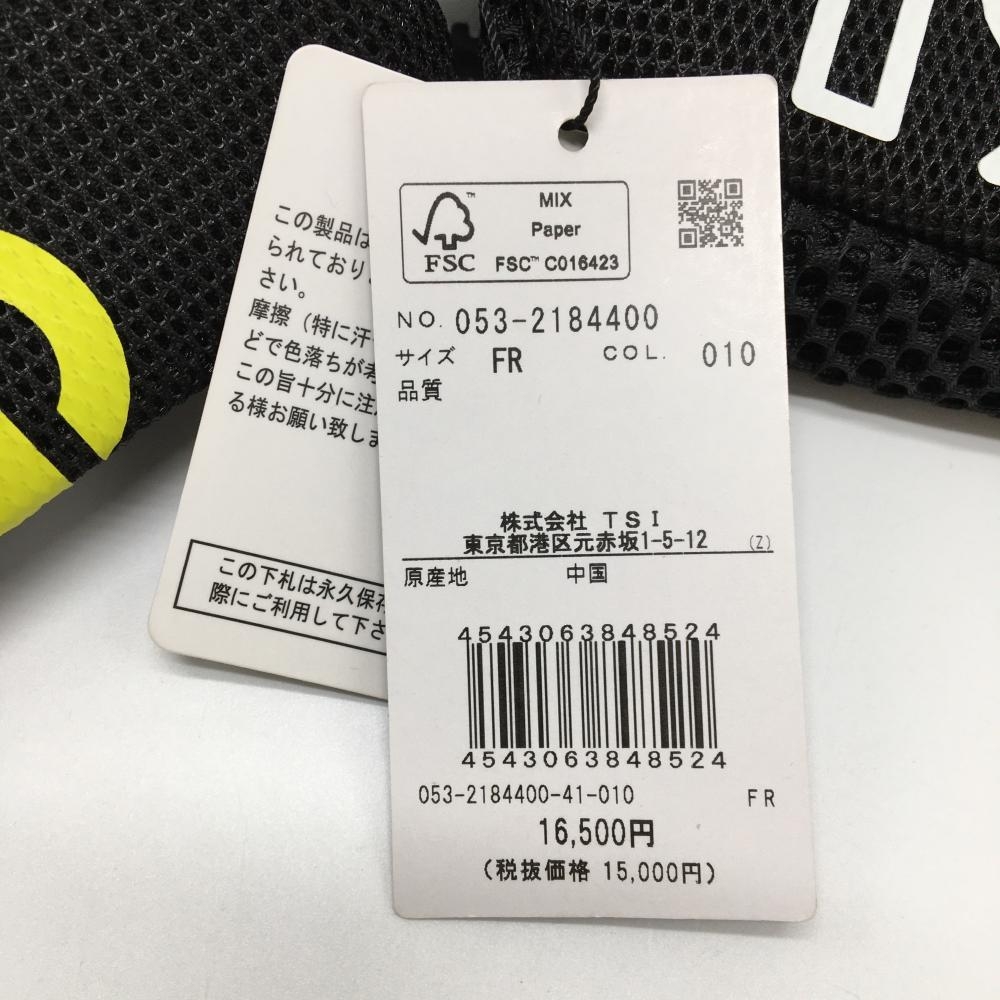 MIX
Paper
FSC™ C016423
™
FSC
NO. 053-2184400
サイズ FR COL. 010
品質
株式会社 TSI
東京都港区元赤坂1-5-12 (Z)
原産地 中国
4543063848524
4543063848524
053-2184400-41-010 FR
16,500円
(税抜価格 15,000円)
この製品は
られており
さい。
摩擦（特に汗
どで色落ちが考
この旨十分に注
る様お願い致しま
この下札は永久保存
際にご利用して下さ